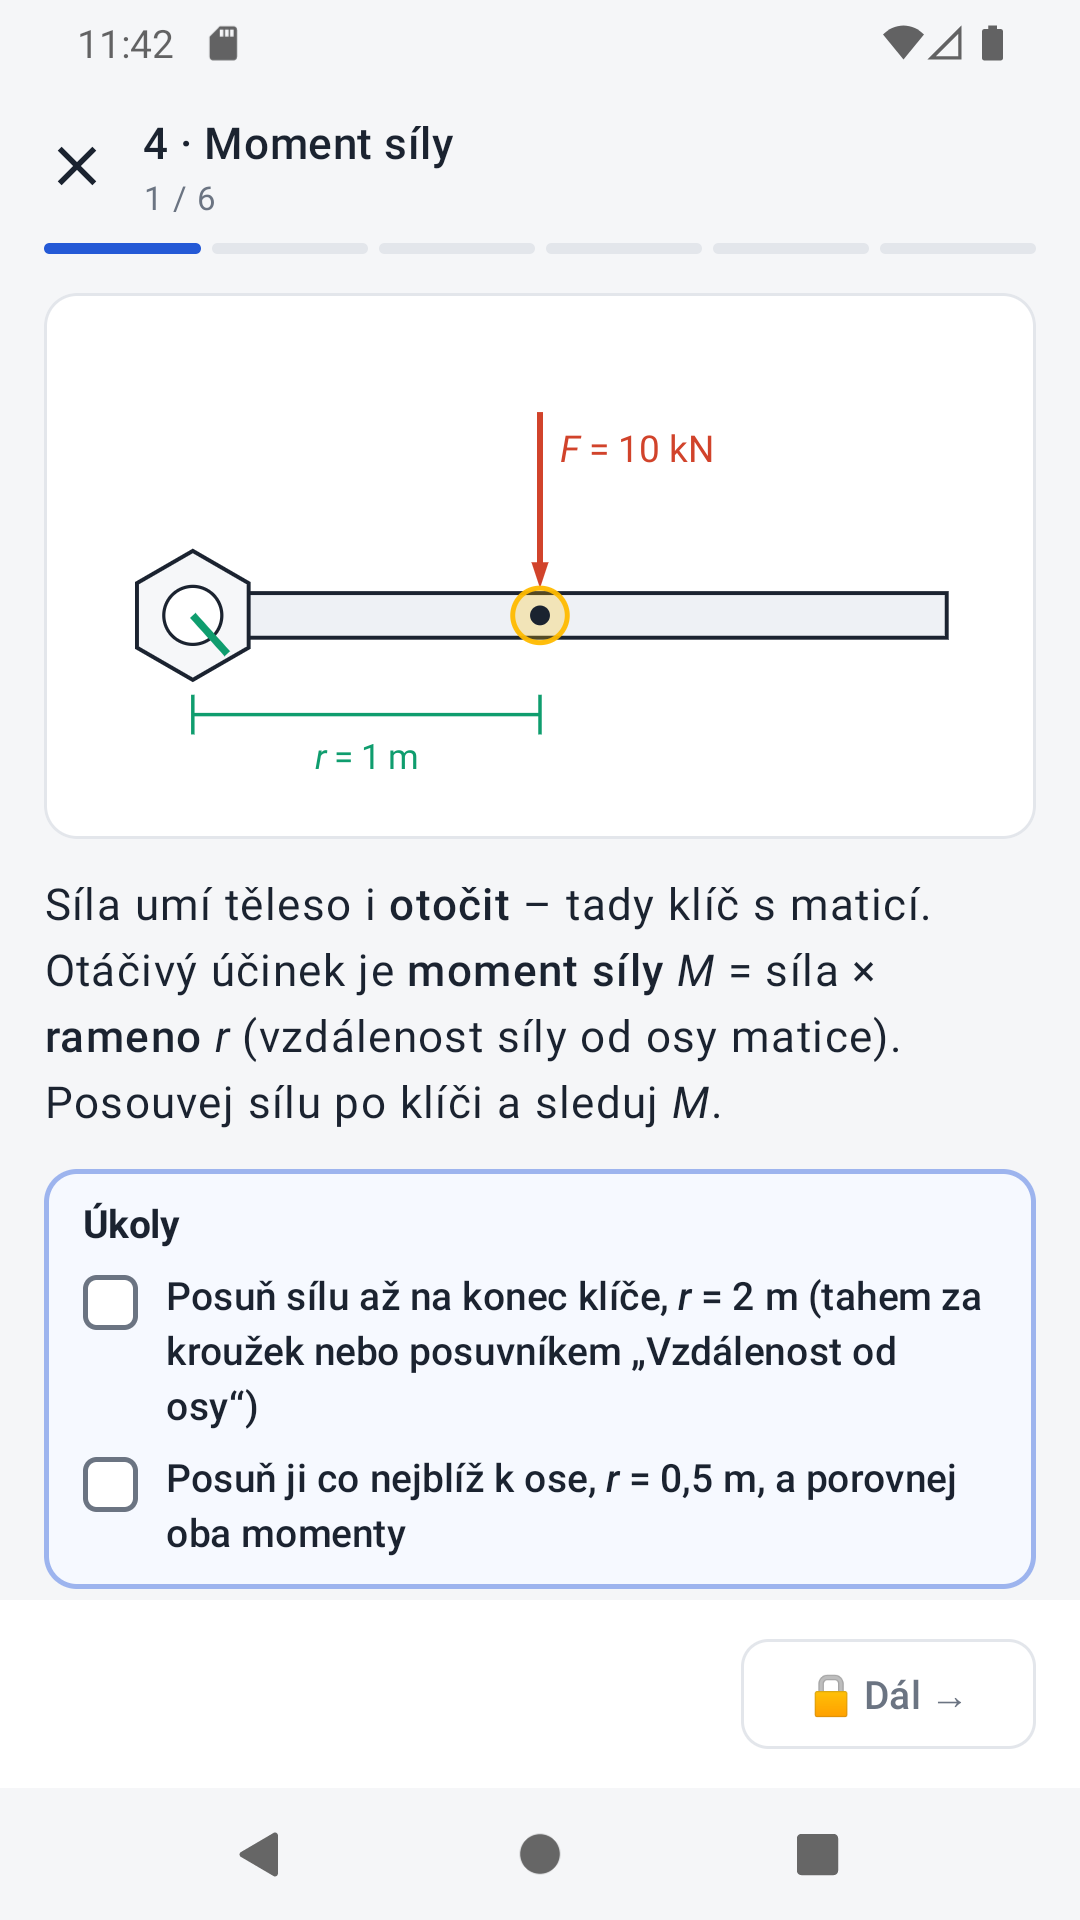 11:42
4 · Moment síly
1 / 6
F = 10 kN
r = 1 m
Síla umí těleso i otočit – tady klíč s maticí.
Otáčivý účinek je moment síly M = síla ×
rameno r (vzdálenost síly od osy matice).
Posouvej sílu po klíči a sleduj M.
Úkoly
Posuň sílu až na konec klíče, r = 2 m (tahem za
kroužek nebo posuvníkem „Vzdálenost od
osy“)
Posuň ji co nejblíž k ose, r = 0,5 m, a porovnej
oba momenty
Dál →